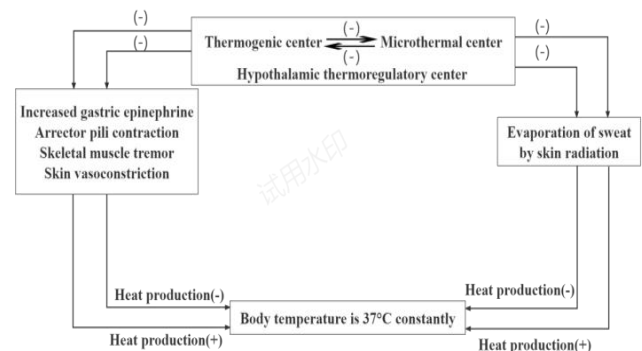 (-)
(-)
(-)
(-)
Thermogenic center
Microthermal center
(-)
(-)
(-)
Hypothalamic thermoregulatory center
Increased gastric epinephrine
Arrector pili contraction
Skeletal muscle tremor
Skin vasoconstriction
Evaporation of sweat
by skin radiation
试用水印
Heat production(-)
Heat production(-)
Body temperature is 37°C constantly
Heat production(+)
Heat production(+)